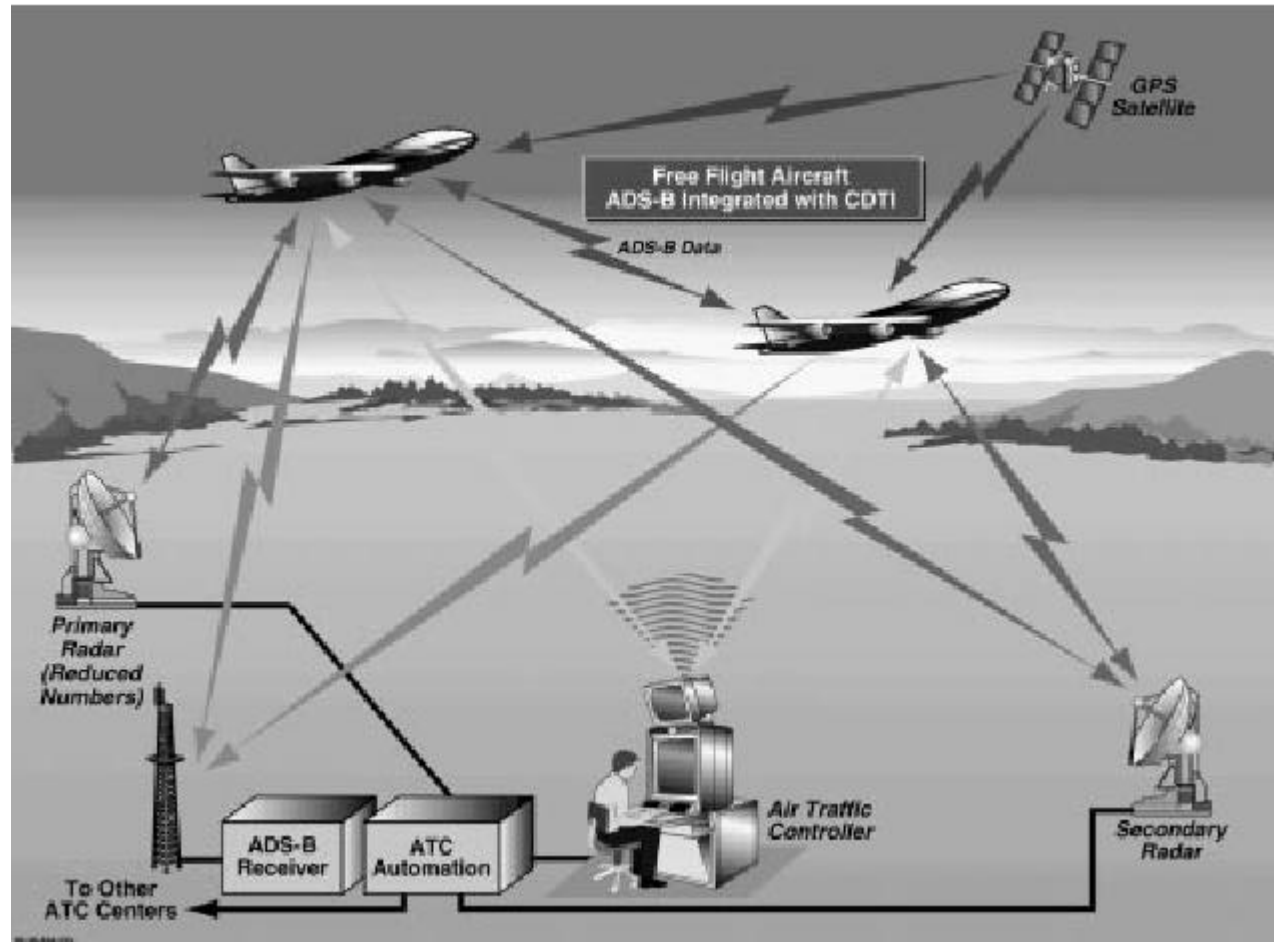 GPS
Satellite
Free Flight Aircraft
ADS-B Integrated with CDTI
ADS-B Data
Primary
Radar
(Reduced
Numbers)
Air Traffic
Controller
Secondary
Radar
ADS-B
Receiver
ATC
Automation
To Other
ATC Centers